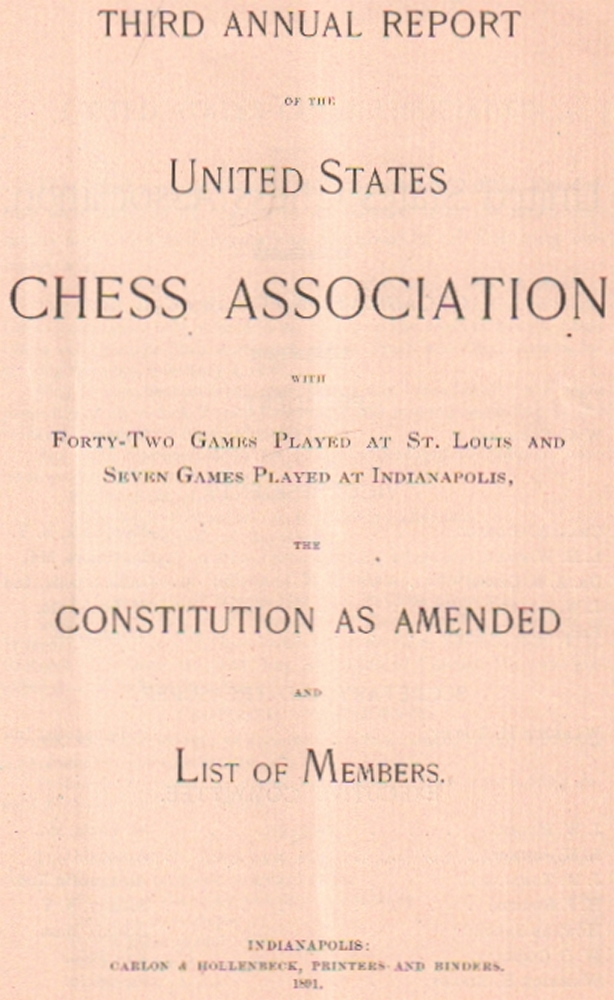 THIRD ANNUAL REPORT
OF THE
UNITED STATES
CHESS ASSOCIATION
WITH
FORTY-TWO GAMES PLAYED AT ST. LOUIS AND
SEVEN GAMES PLAYED AT INDIANAPOLIS,
THE
CONSTITUTION AS AMENDED
AND
LIST OF MEMBERS.
INDIANAPOLIS:
CARLON & HOLLENBECK, PRINTERS AND BINDERS.
1891.